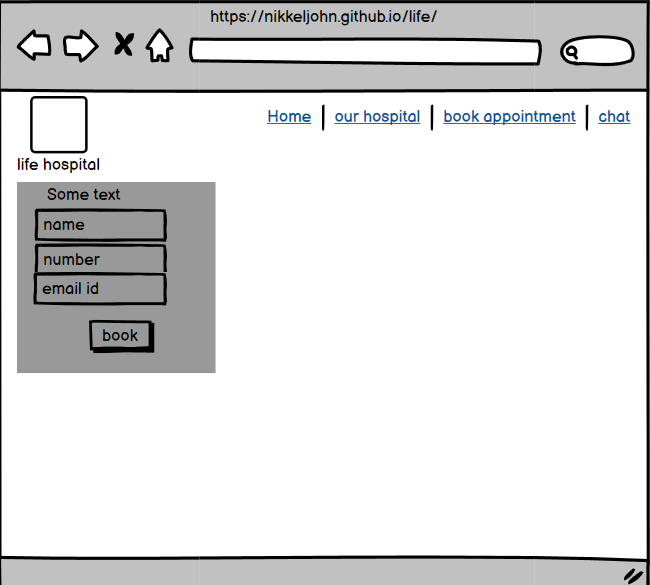 https://nikkeljohn.github.io/life/
Home our hospital book appointment chat
life hospital
Some text
name
number
email id
book